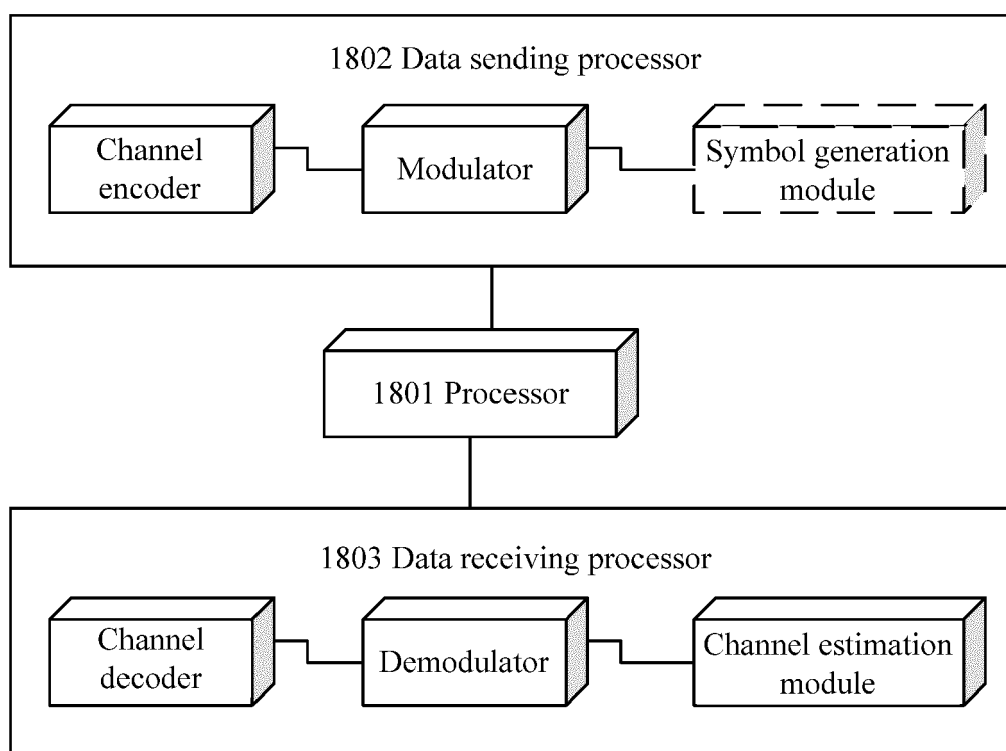 1802 Data sending processor
Channel
encoder
Modulator
Symbol generation
module
1801 Processor
1803 Data receiving processor
Channel
decoder
Demodulator
Channel estimation
module